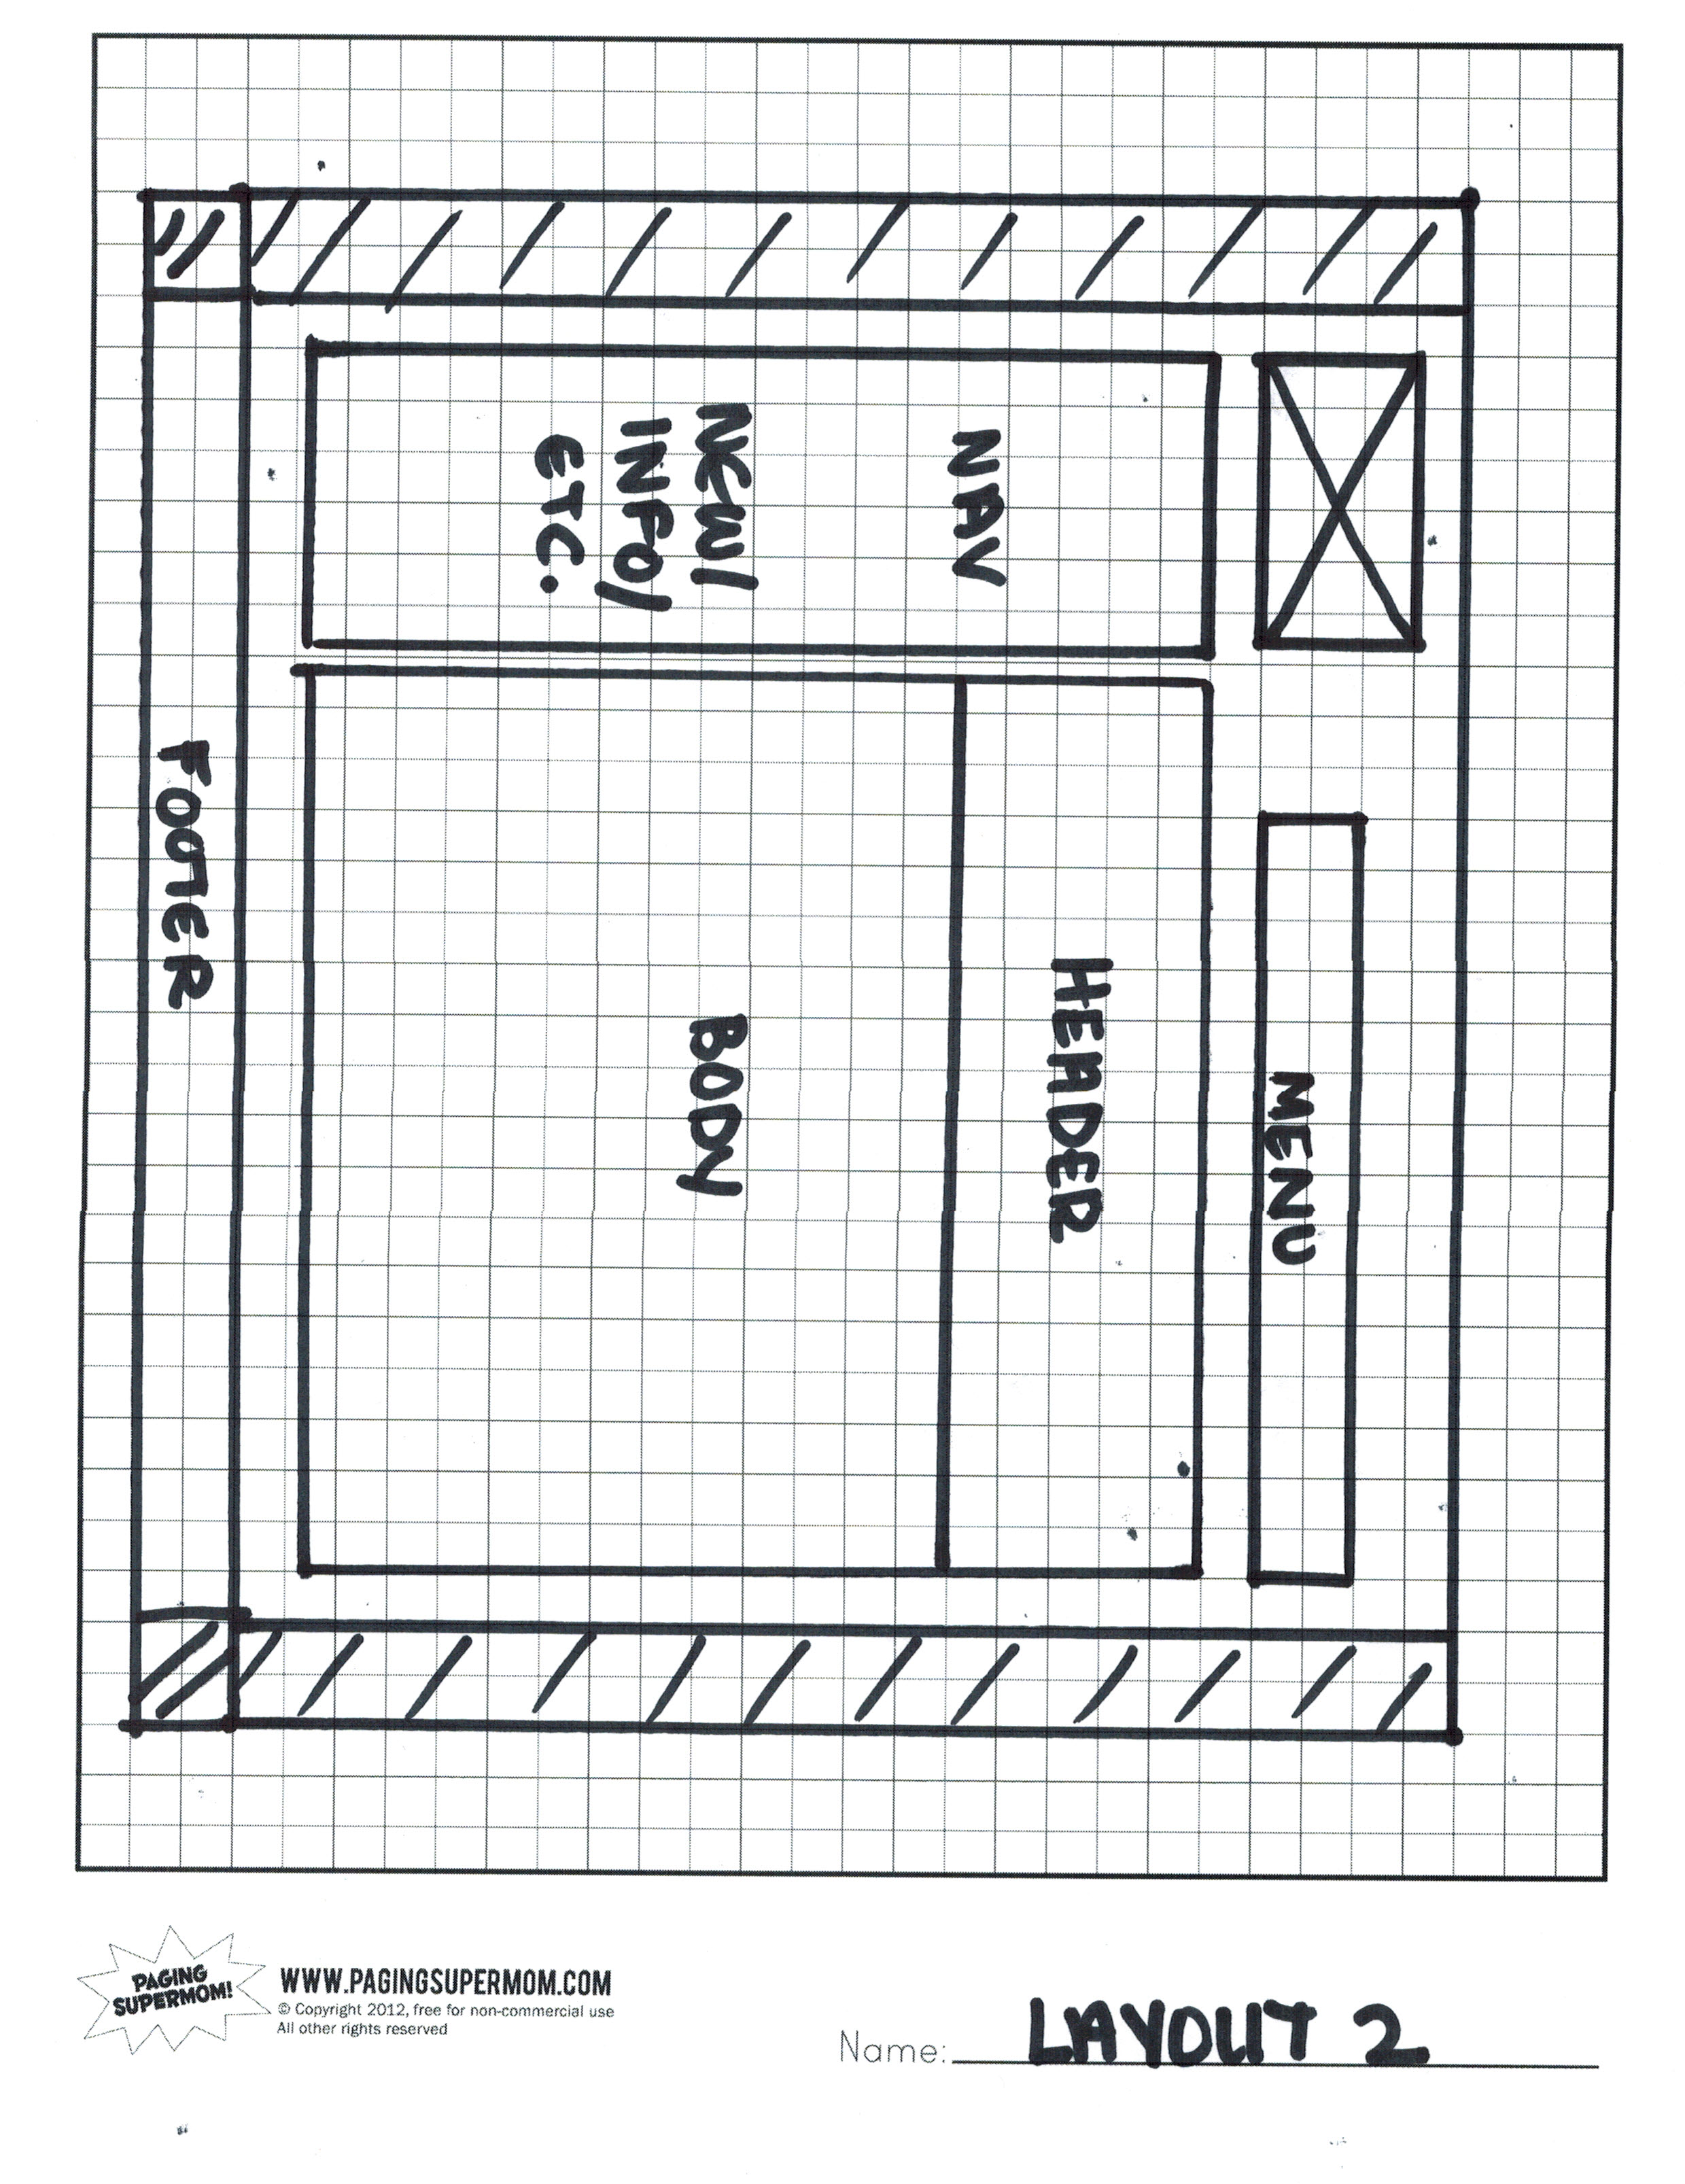 MENU
NAV
HEADER
NEW/
INFO/
ETC.
BODY
FOOTER
PAGING
SUPERMOM!
WWW.PAGINGSUPERMOM.COM
© Copyright 2012, free for non-commercial use
All other rights reserved
Name: LAYOUT 2